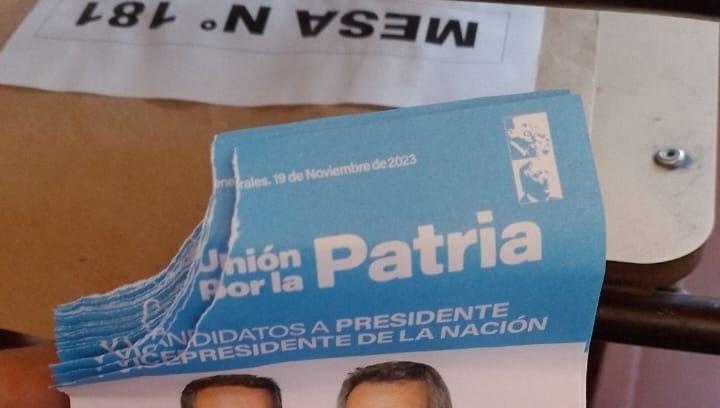 MESA N° 181
rales, 19 de Noviembre de 2023
Unión
por la
Patria
CANDIDATOS A PRESIDENTE
Y VICEPRESIDENTE DE LA NACIÓN